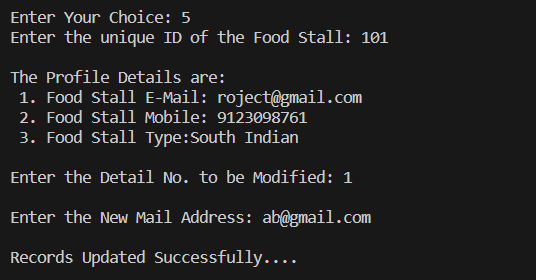 Enter Your Choice: 5
Enter the unique ID of the Food Stall: 101
The Profile Details are:
1. Food Stall E-Mail: roject@gmail.com
2. Food Stall Mobile: 9123098761
3. Food Stall Type:South Indian
Enter the Detail No. to be Modified: 1
Enter the New Mail Address: ab@gmail.com
Records Updated Successfully....